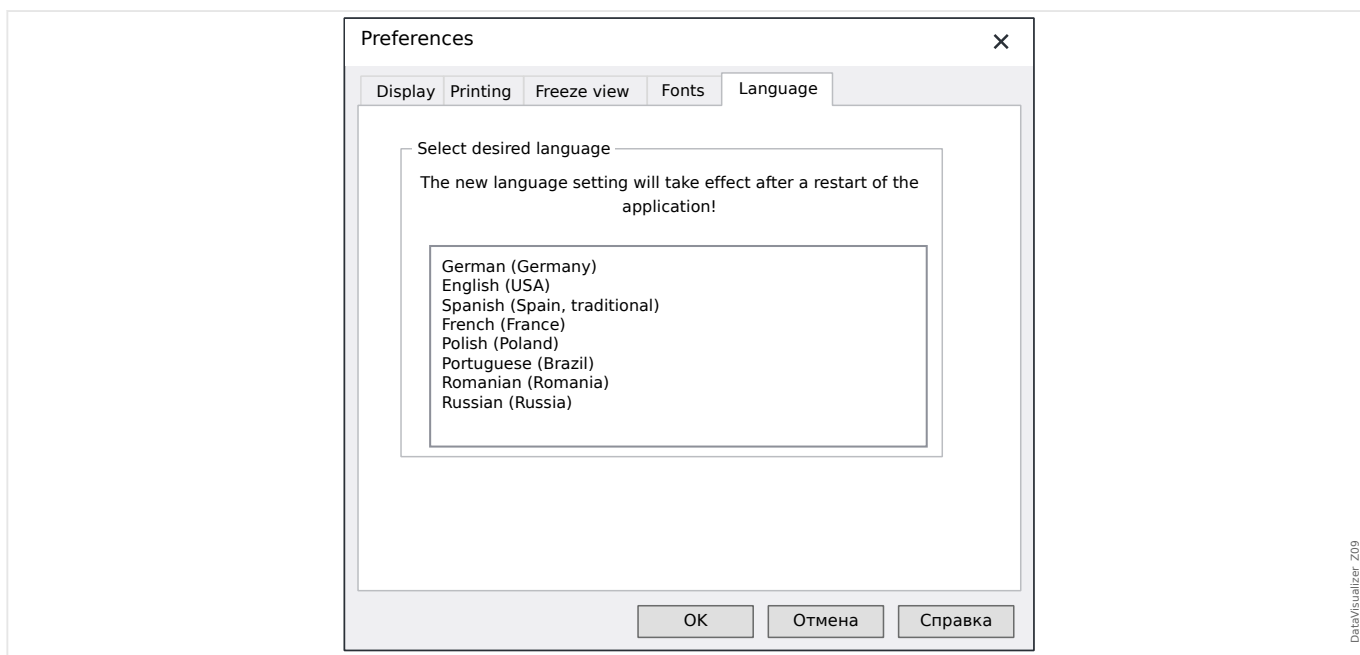 Preferences
Display Printing Freeze view Fonts Language
Select desired language
The new language setting will take effect after a restart of the
application!
German (Germany)
English (USA)
Spanish (Spain, traditional)
French (France)
Polish (Poland)
Portuguese (Brazil)
Romanian (Romania)
Russian (Russia)
OK Отмена Справка
DataVisualizer_Z09